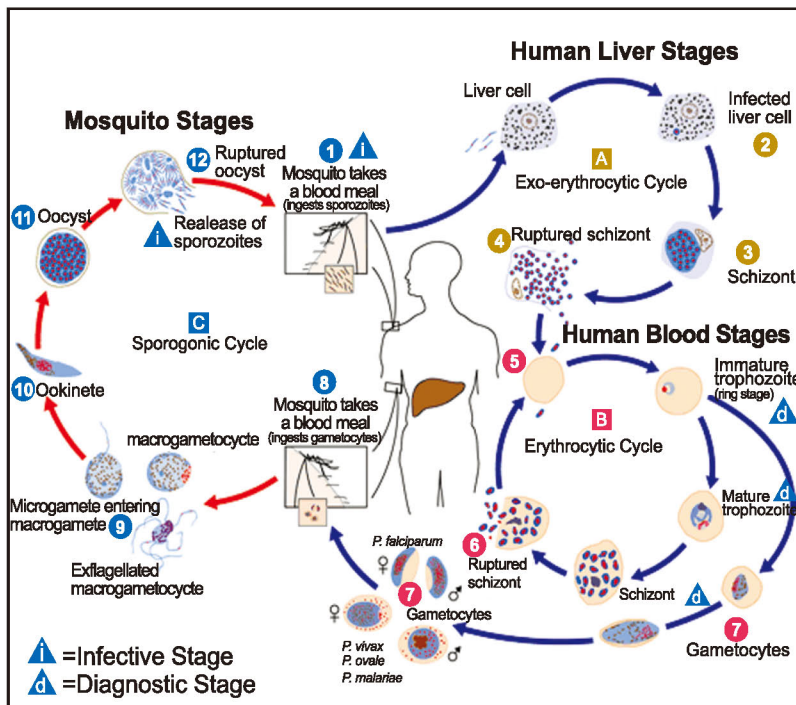 Human Liver Stages
Liver cell
Infected
liver cell
2
A
Exo-erythrocytic Cycle
4 Ruptured schizont
3
Schizont
Mosquito Stages
12 Ruptured
oocyst
1 i
Mosquito takes
a blood meal
(ingests sporozoites)
11 Oocyst
i Realease of
sporozoites
C
Sporogonic Cycle
10 Ookinete
8
Mosquito takes
a blood meal
(ingests gametocytes)
macrogametocyte
Microgamete entering
macrogamete 9
Exflagellated
macrogametocyte
Human Blood Stages
5
Immature
trophozoite
(ring stage)
d
B
Erythrocytic Cycle
Mature
trophozoite
d
6
Ruptured
schizont
Schizont
d
7
Gametocytes
P. falciparum
♀
♂
7
Gametocytes
♀
♂
P. vivax
P. ovale
P. malariae
i =Infective Stage
d =Diagnostic Stage